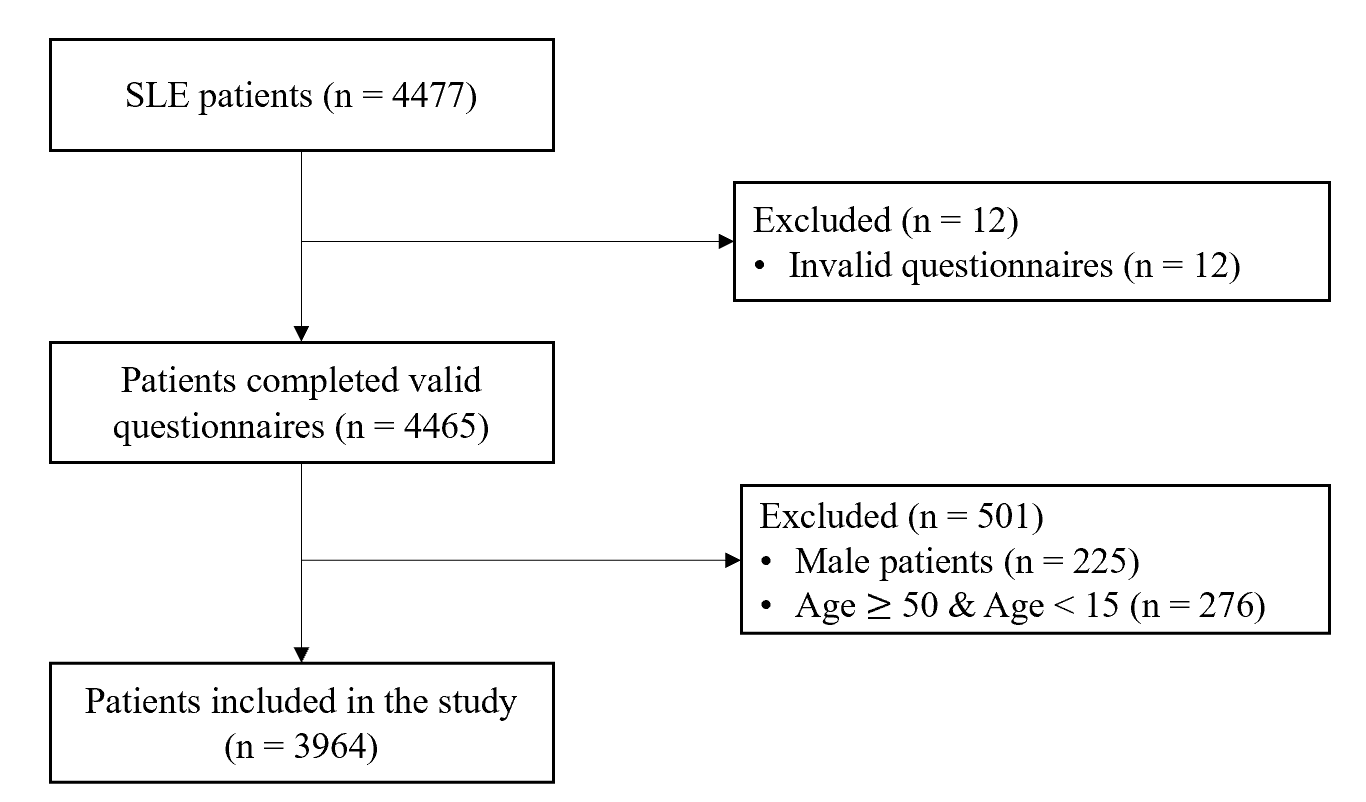 SLE patients (n = 4477)
Excluded (n = 12)
• Invalid questionnaires (n = 12)
Patients completed valid
questionnaires (n = 4465)
Excluded (n = 501)
• Male patients (n = 225)
• Age ≥ 50 & Age < 15 (n = 276)
Patients included in the study
(n = 3964)